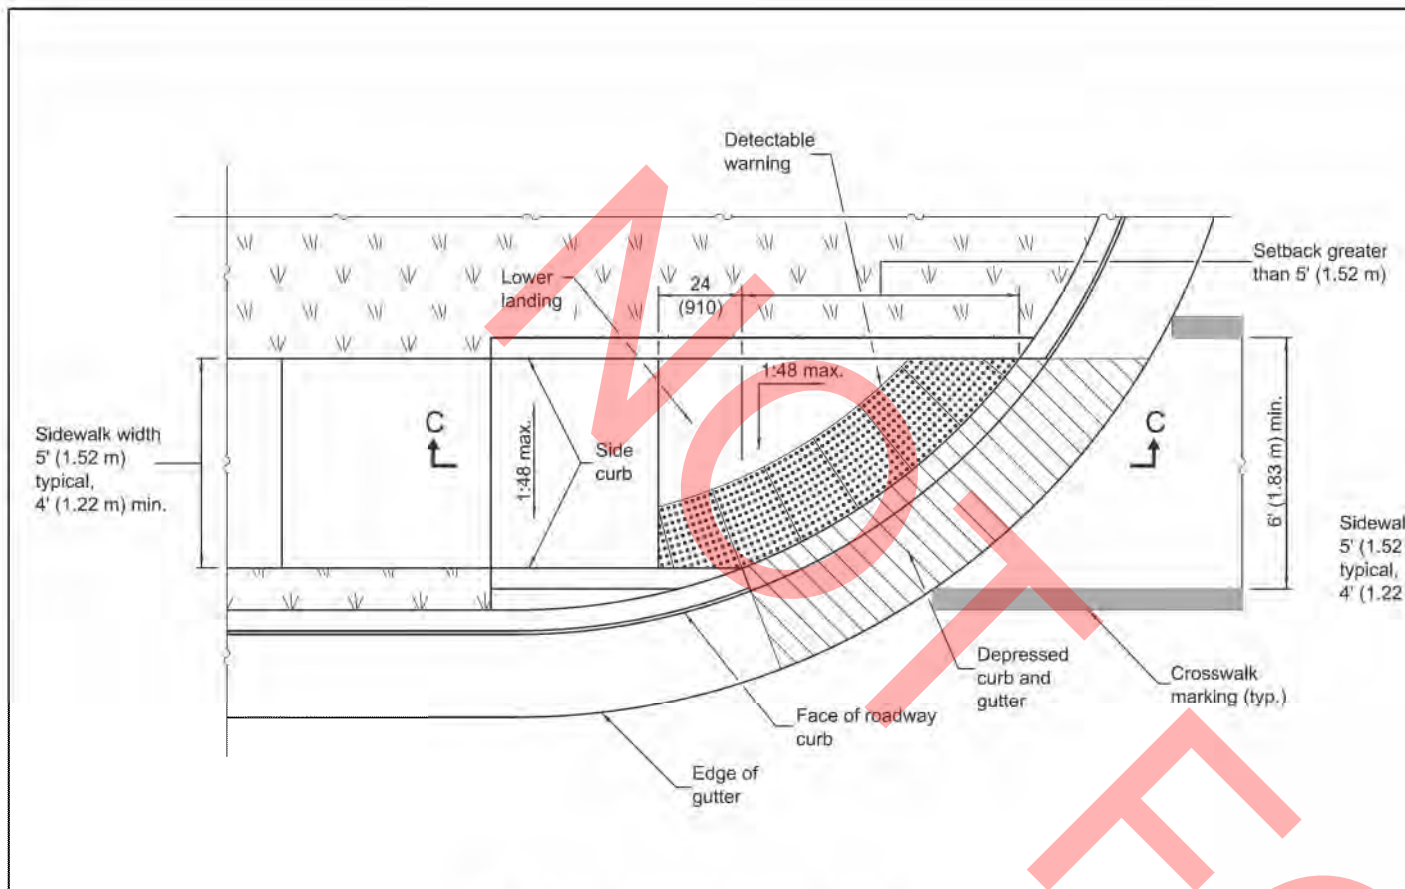 Detectable
warning
Setback greater
than 5' (1.52 m)
Lower
landing
24
(910)
1:48 max.
Sidewalk width
5' (1.52 m)
typical,
4' (1.22 m) min.
C
1:48 max.
Side
curb
C
6' (1.83 m) min.
5' (1.52
typical,
4' (1.22
Depressed
curb and
gutter
Crosswalk
marking (typ.)
Face of roadway
curb
Edge of
gutter
NOT